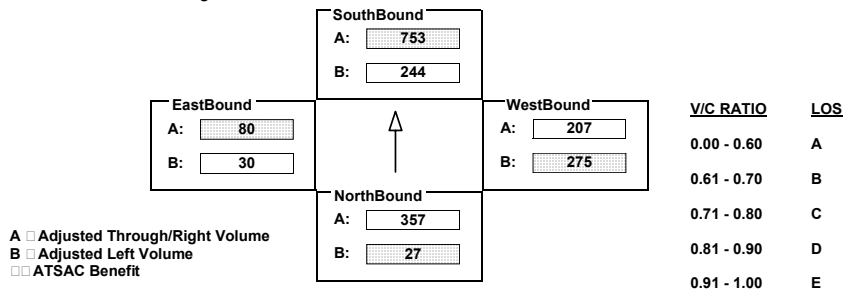 SouthBound
A: 753
B: 244
EastBound
A: 80
B: 30
WestBound
A: 207
B: 275
NorthBound
A: 357
B: 27
A □ Adjusted Through/Right Volume
B □ Adjusted Left Volume
□□ ATSAC Benefit
V/C RATIO LOS
0.00 - 0.60 A
0.61 - 0.70 B
0.71 - 0.80 C
0.81 - 0.90 D
0.91 - 1.00 E